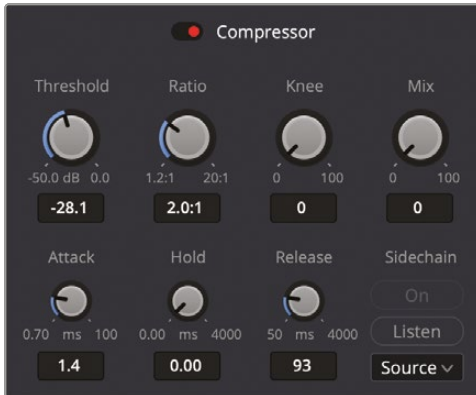 Compressor
Threshold Ratio Knee Mix
-50.0 dB 0.0 1.2:1 20:1 0 100 0 100
-28.1 2.0:1 0 0
Attack Hold Release Sidechain
On
0.70 ms 100 0.00 ms 4000 50 ms 4000 Listen
1.4 0.00 93 Source